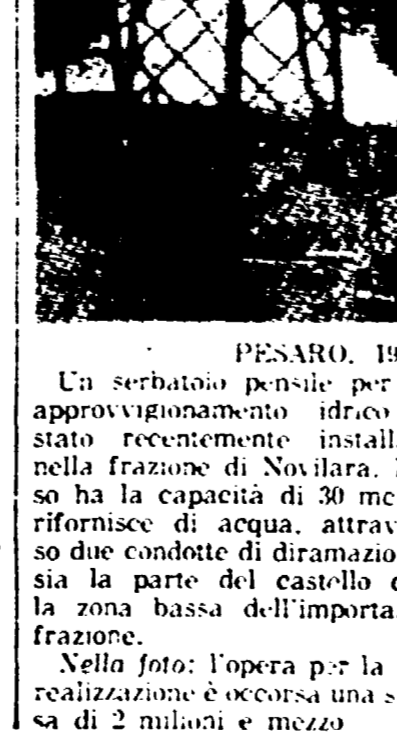 PESARO, 19
Un serbatoio pensile per
approvvigionamento idrico
stato recentemente install
nella frazione di Novilara.
so ha la capacità di 30 mc
rifornisce di acqua, attrav
so due condotte di diramazio
sia la parte del castello
la zona bassa dell'importa
frazione.
Nella foto: l'opera per la
realizzazione è occorsa una s
sa di 2 milioni e mezzo